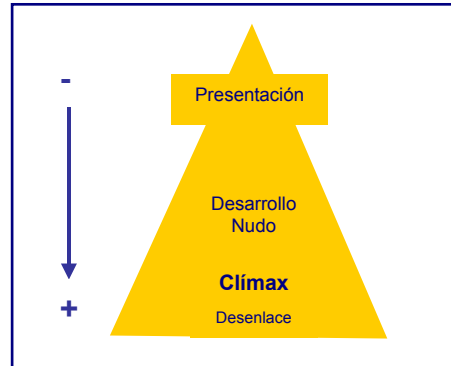 -
Presentación
Desarrollo
Nudo
Clímax
+
Desenlace